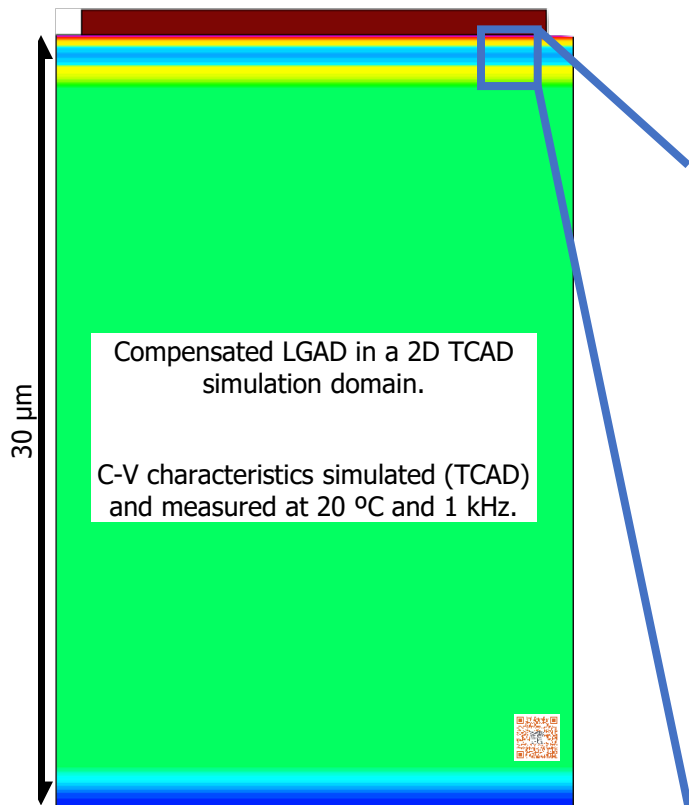 30 µm
Compensated LGAD in a 2D TCAD
simulation domain.
C-V characteristics simulated (TCAD)
and measured at 20 ºC and 1 kHz.